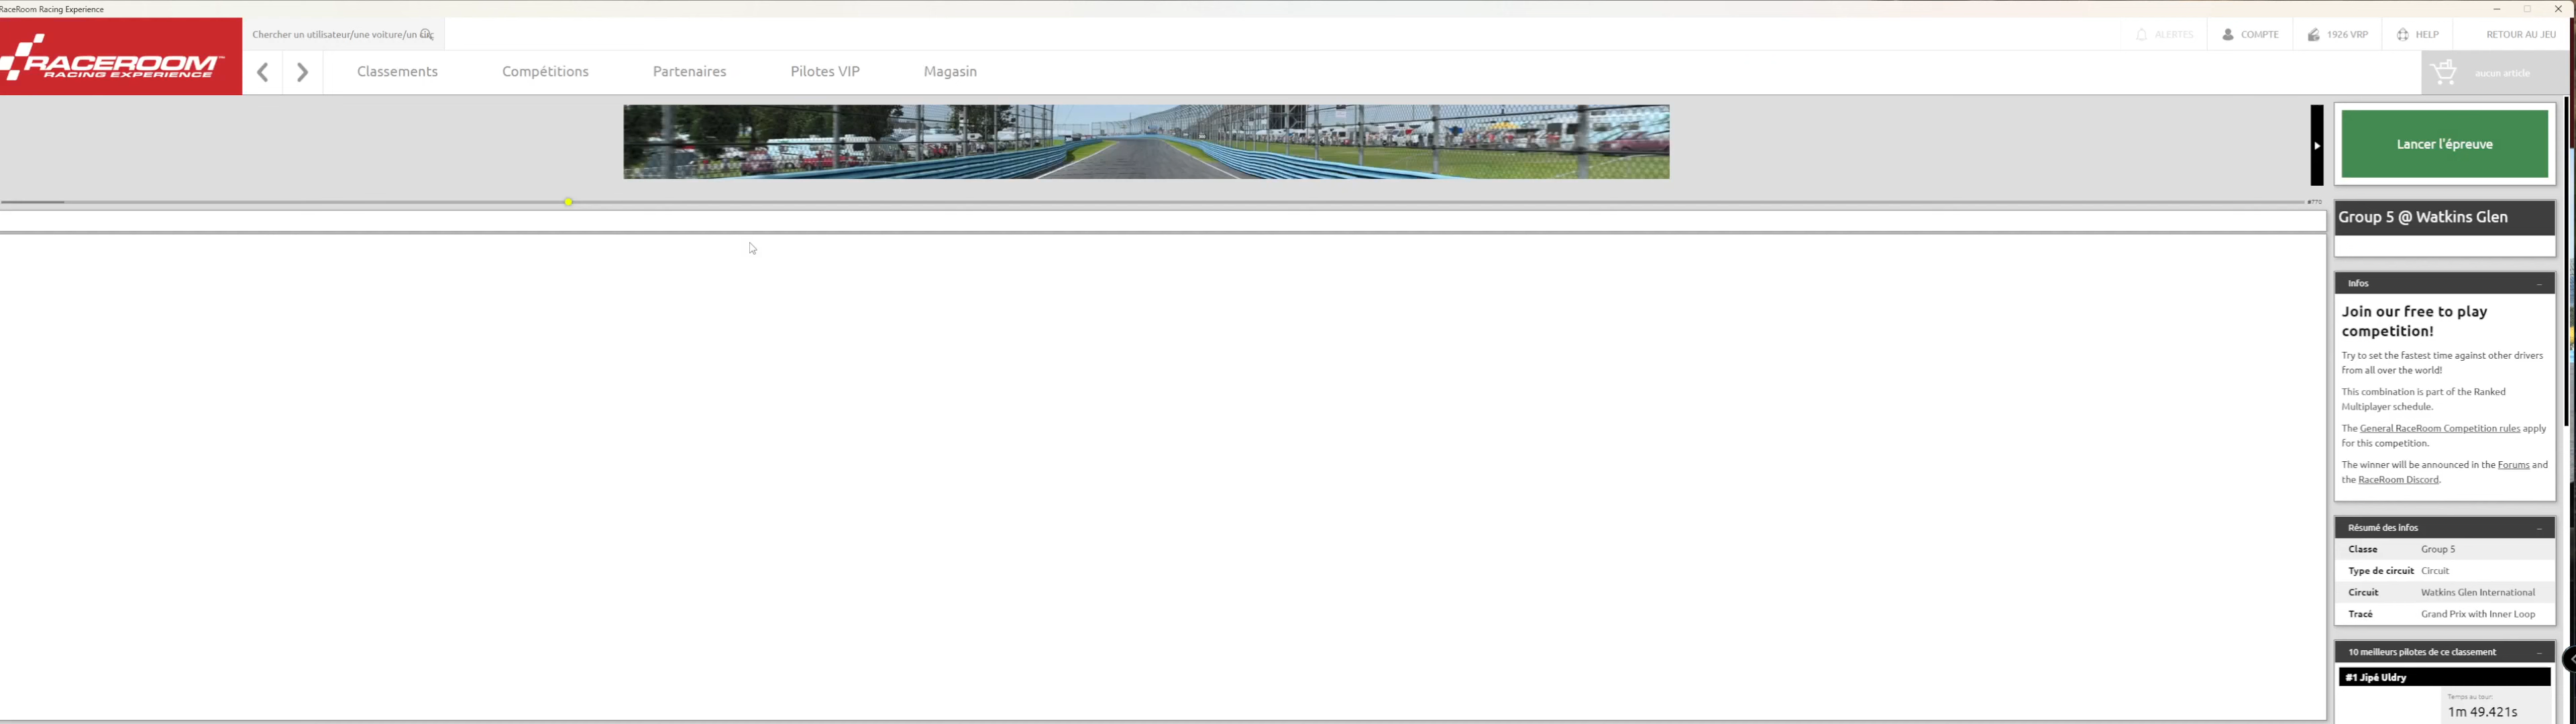 RaceRoom Racing Experience
RACEROOM
RACING EXPERIENCE
Chercher un utilisateur/une voiture/un circ
ALERTES
COMPTE
1926 VRP
HELP
RETOUR AU JEU
Classements
Compétitions
Partenaires
Pilotes VIP
Magasin
aucun article
Lancer l'épreuve
#770
Group 5 @ Watkins Glen
Infos
Join our free to play
competition!
Try to set the fastest time against other drivers
from all over the world!
This combination is part of the Ranked
Multiplayer schedule.
The General RaceRoom Competition rules apply
for this competition.
The winner will be announced in the Forums and
the RaceRoom Discord.
Résumé des infos
Classe Group 5
Type de circuit Circuit
Circuit Watkins Glen International
Tracé Grand Prix with Inner Loop
10 meilleurs pilotes de ce classement
#1 Jipé Uldry
Temps au tour:
1m 49.421s